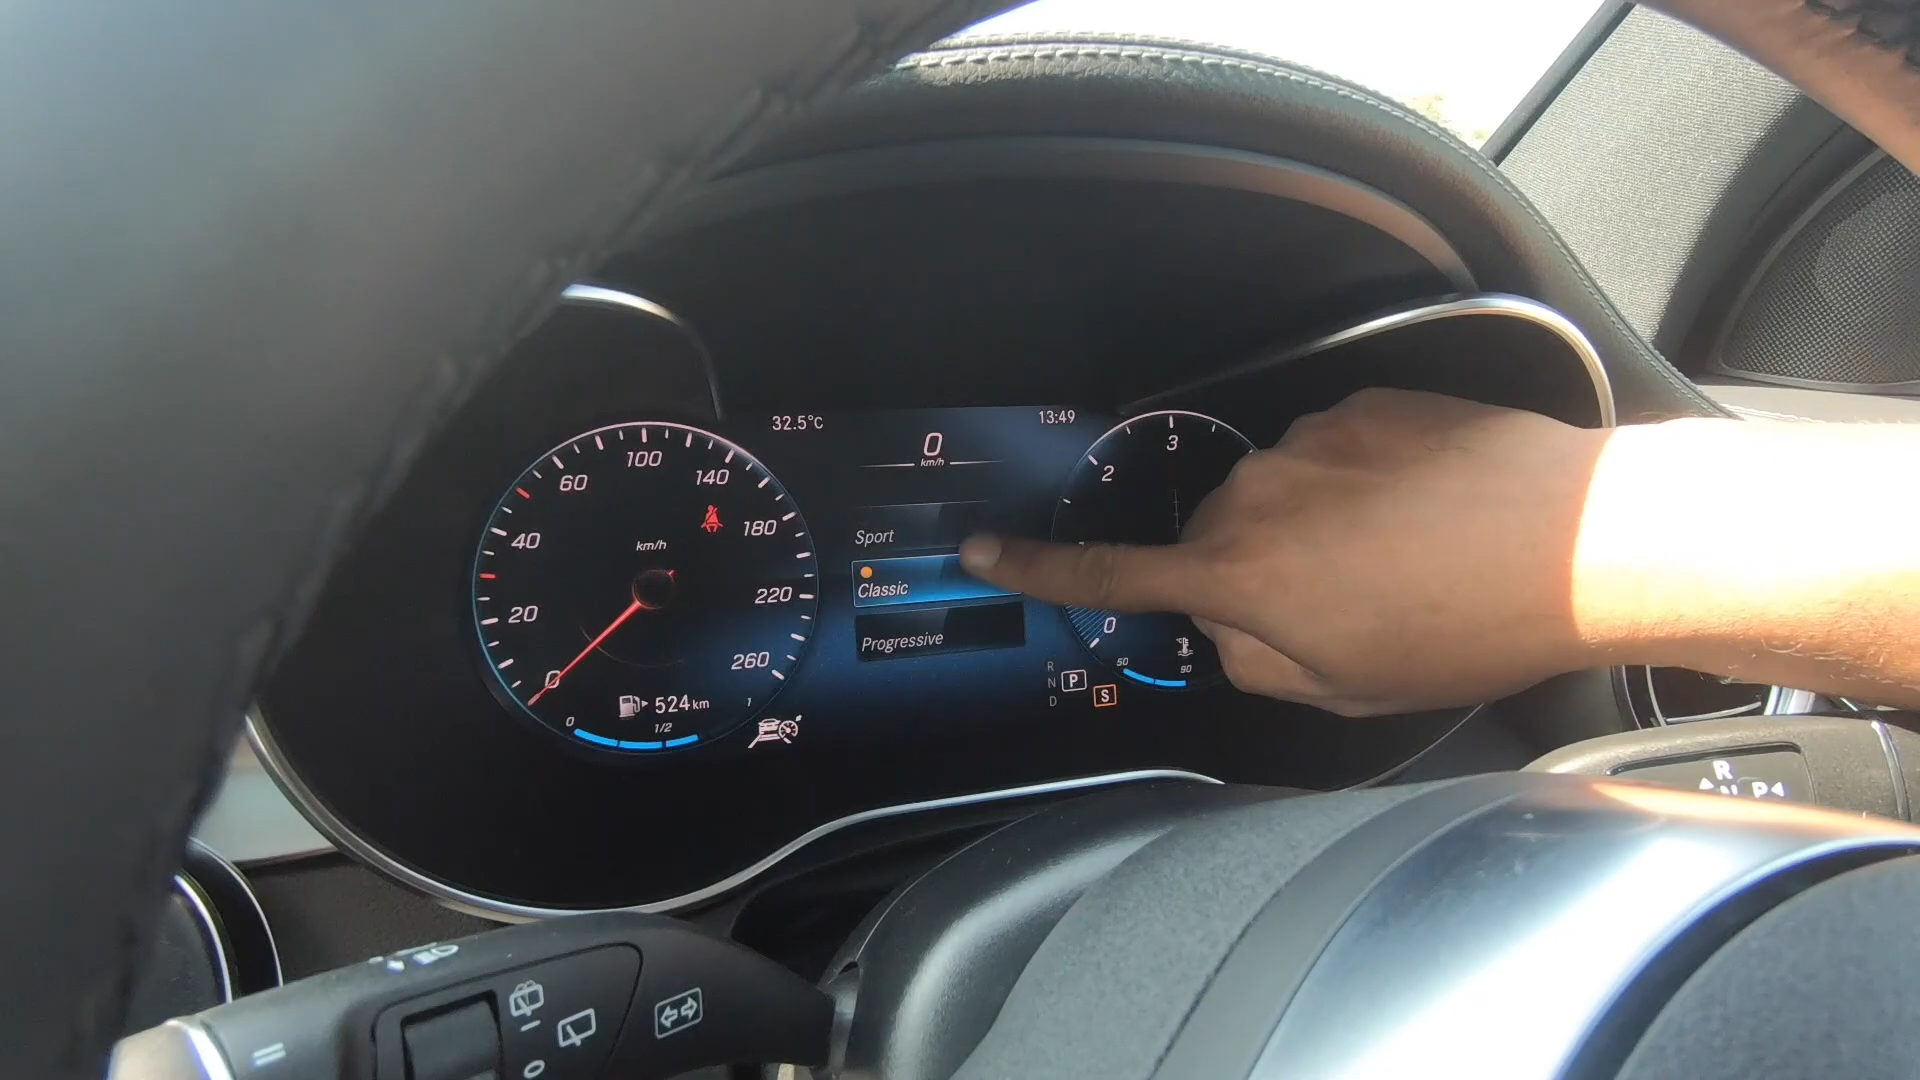 32.5°C
13:49
0
km/h
Sport
Classic
Progressive
0
20
40
60
100
140
180
220
260
km/h
524 km
0
1/2
1
0
2
3
50
90
°C
R
N
D
P
S
R
N
P
0